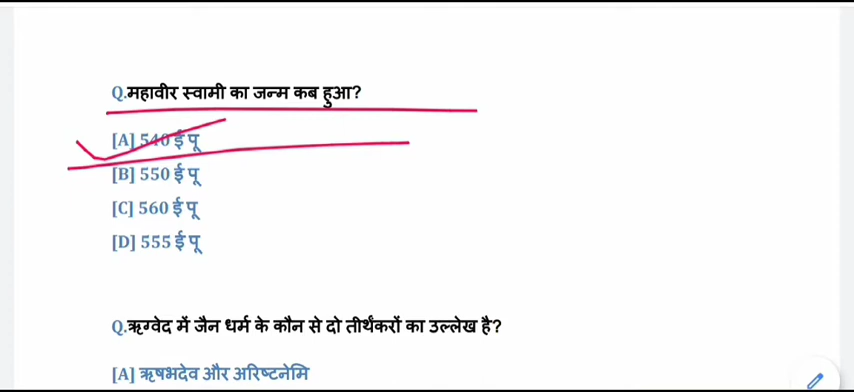 Q.महावीर स्वामी का जन्म कब हुआ?
[A] 540 ई पू
[B] 550 ई पू
[C] 560 ई पू
[D] 555 ई पू
Q.ऋग्वेद में जैन धर्म के कौन से दो तीर्थंकरों का उल्लेख है?
[A] ऋषभदेव और अरिष्टनेमि